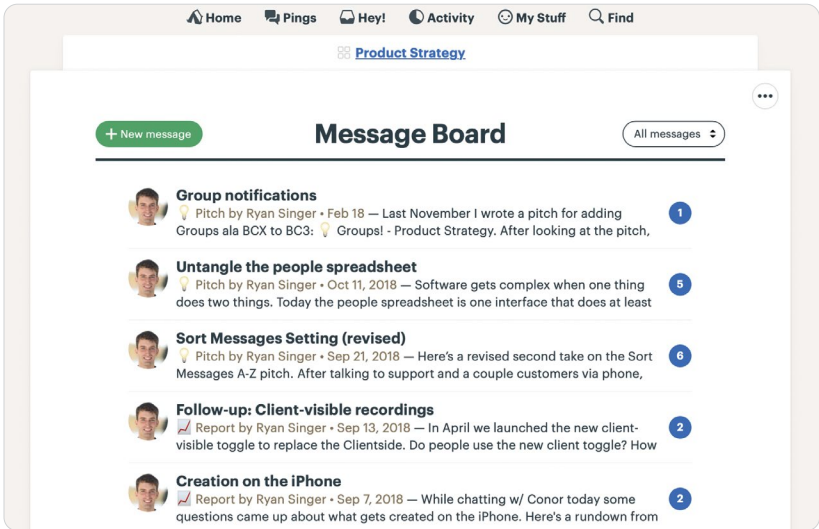 Home Pings Hey! Activity My Stuff Find
Product Strategy
+ New message
Message Board
All messages
Group notifications
💡 Pitch by Ryan Singer • Feb 18 — Last November I wrote a pitch for adding
Groups ala BCX to BC3: 💡 Groups! - Product Strategy. After looking at the pitch,
1
Untangle the people spreadsheet
💡 Pitch by Ryan Singer • Oct 11, 2018 — Software gets complex when one thing
does two things. Today the people spreadsheet is one interface that does at least
5
Sort Messages Setting (revised)
💡 Pitch by Ryan Singer • Sep 21, 2018 — Here's a revised second take on the Sort
Messages A-Z pitch. After talking to support and a couple customers via phone,
6
Follow-up: Client-visible recordings
📈 Report by Ryan Singer • Sep 13, 2018 — In April we launched the new client-
visible toggle to replace the Clientside. Do people use the new client toggle? How
2
Creation on the iPhone
📈 Report by Ryan Singer • Sep 7, 2018 — While chatting w/ Conor today some
questions came up about what gets created on the iPhone. Here's a rundown from
2